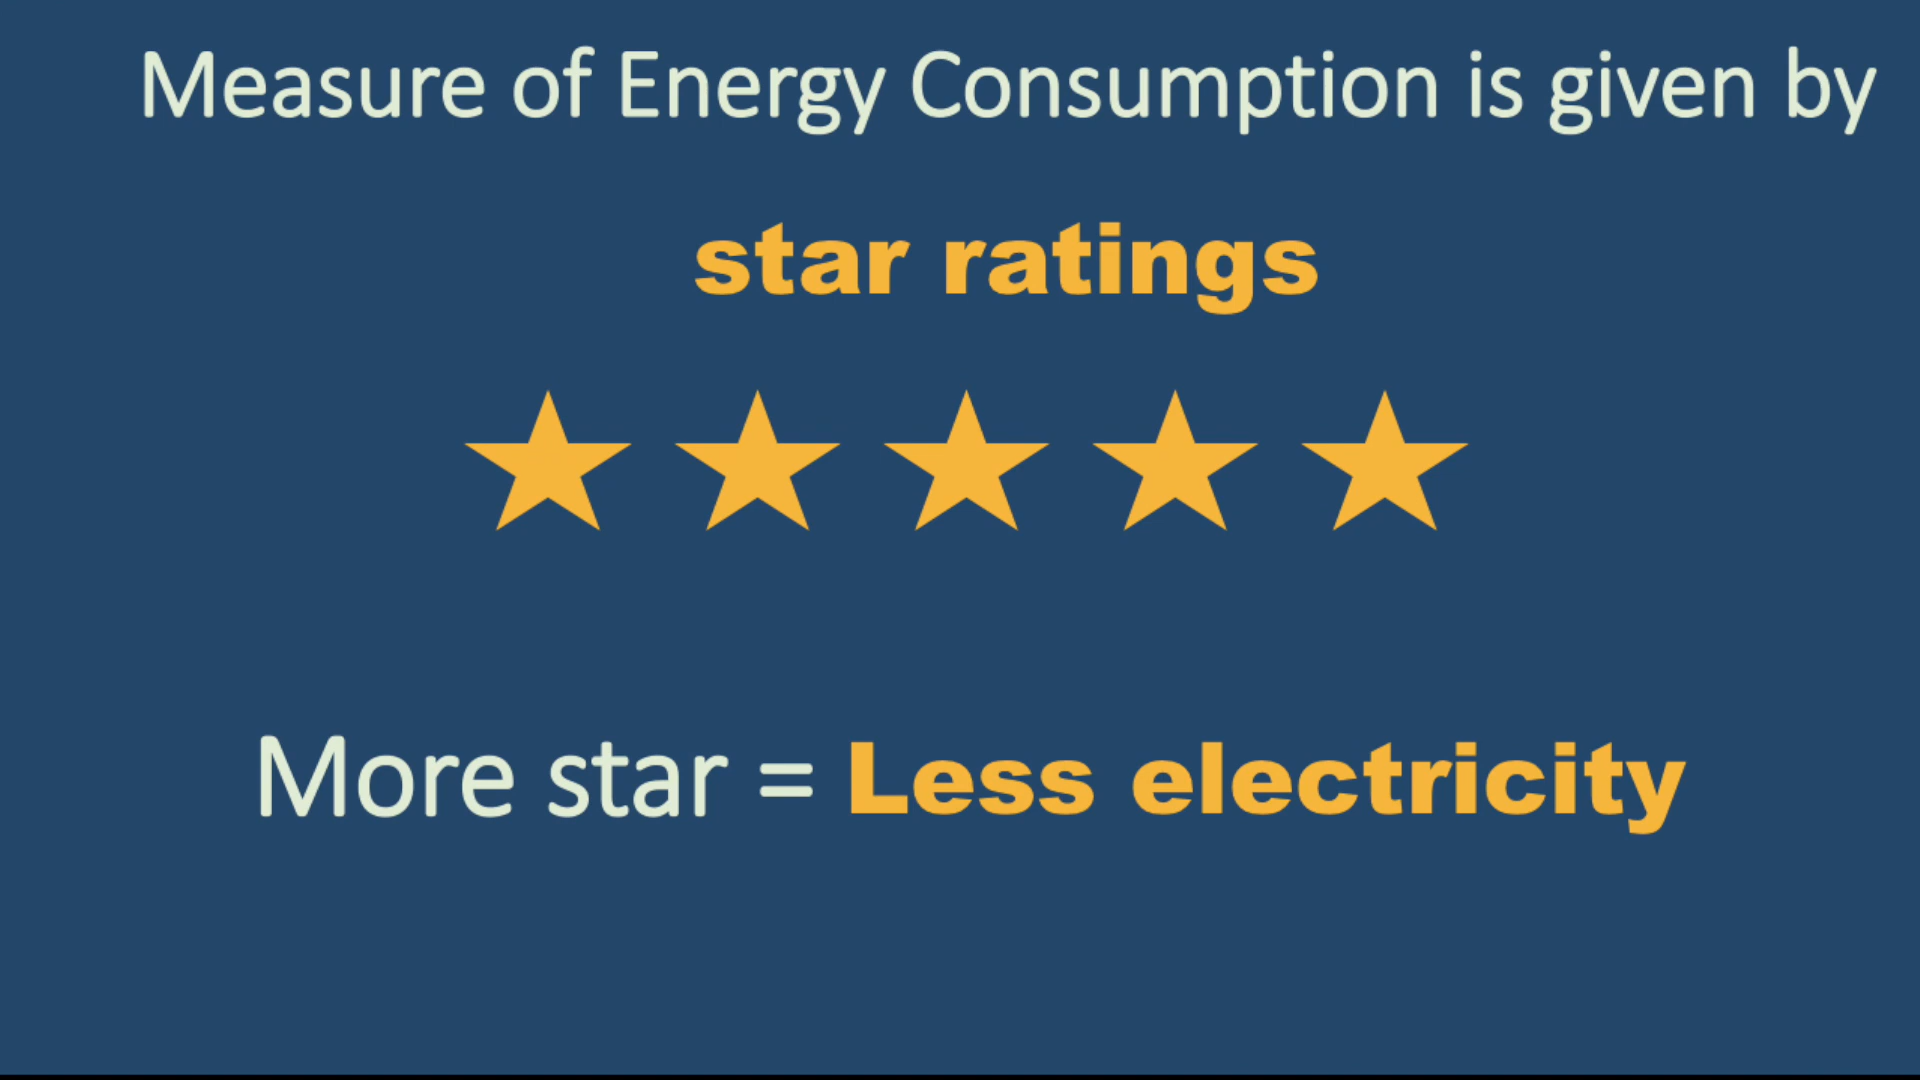 Measure of Energy Consumption is given by
star ratings
More star = Less electricity